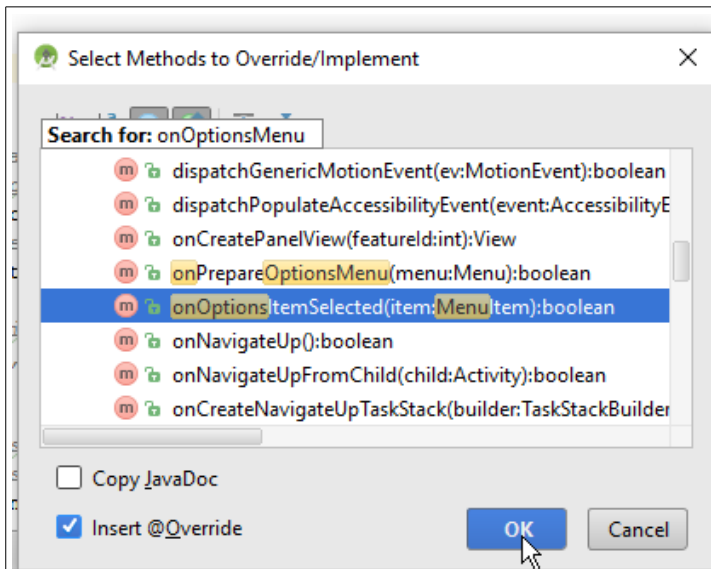 Select Methods to Override/Implement
Search for: onOptionsMenu
m dispatchGenericMotionEvent(ev:MotionEvent):boolean
m dispatchPopulateAccessibilityEvent(event:AccessibilityE
m onCreatePanelView(featureId:int):View
m onPrepareOptionsMenu(menu:Menu):boolean
m onOptionsItemSelected(item:MenuItem):boolean
m onNavigateUp():boolean
m onNavigateUpFromChild(child:Activity):boolean
m onCreateNavigateUpTaskStack(builder:TaskStackBuilder
Copy JavaDoc
Insert @Override
OK
Cancel